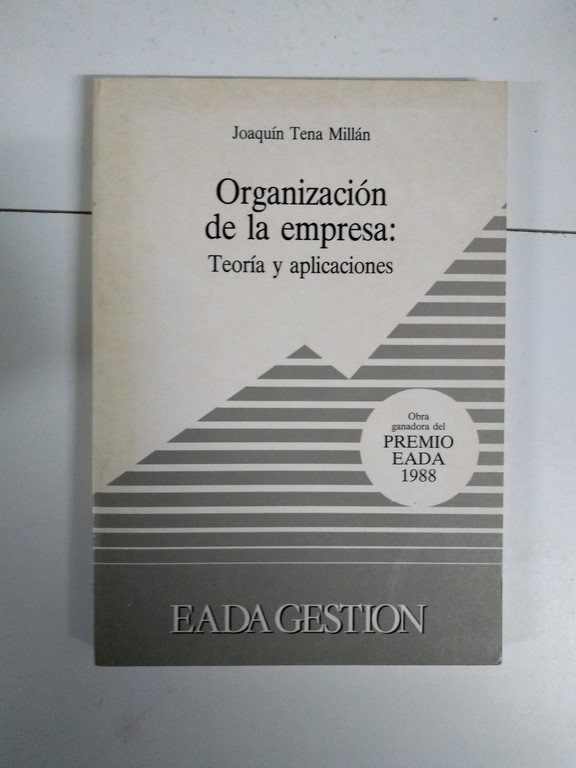 Joaquín Tena Millán
Organización
de la empresa:
Teoría y aplicaciones
Obra
ganadora del
PREMIO
EADA
1988
EADA GESTION